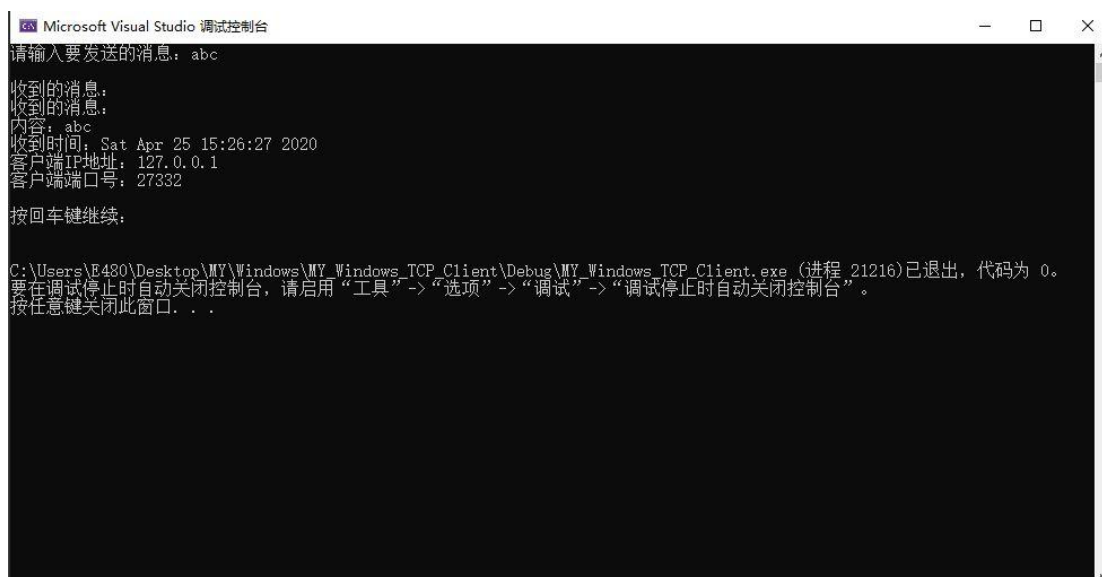 Microsoft Visual Studio 调试控制台
请输入要发送的消息：abc
收到的消息：
收到的消息：
内容：abc
收到时间：Sat Apr 25 15:26:27 2020
客户端IP地址：127.0.0.1
客户端端口号：27332
按回车键继续：
C:\Users\E480\Desktop\MY\Windows\MY_Windows_TCP_Client\Debug\MY_Windows_TCP_Client.exe (进程 21216)已退出，代码为 0。
要在调试停止时自动关闭控制台，请启用“工具”->“选项”->“调试”->“调试停止时自动关闭控制台”。
按任意键关闭此窗口. . .